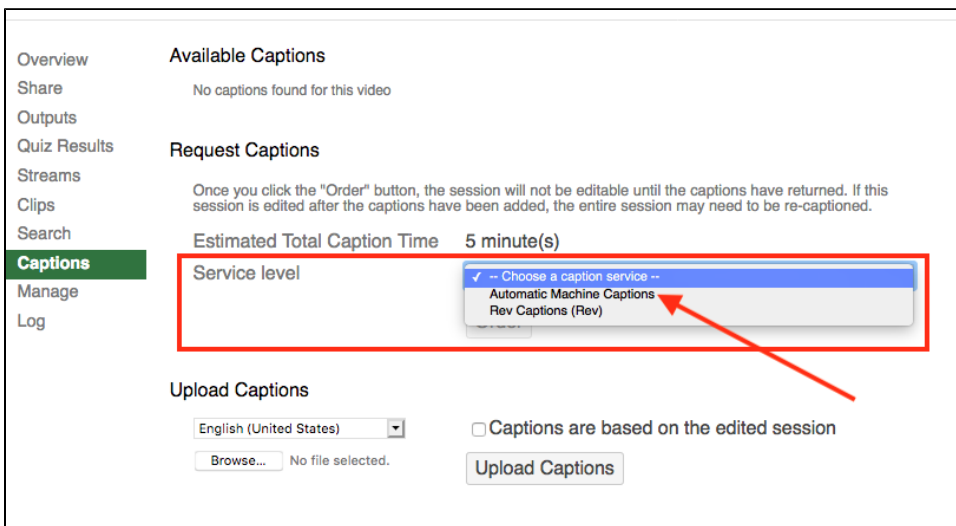 Overview
Share
Outputs
Quiz Results
Streams
Clips
Search
Captions
Manage
Log
Available Captions
No captions found for this video
Request Captions
Once you click the "Order" button, the session will not be editable until the captions have returned. If this
session is edited after the captions have been added, the entire session may need to be re-captioned.
Estimated Total Caption Time 5 minute(s)
Service level
✓ -- Choose a caption service --
Automatic Machine Captions
Rev Captions (Rev)
Order
Upload Captions
English (United States)
Captions are based on the edited session
Browse... No file selected.
Upload Captions